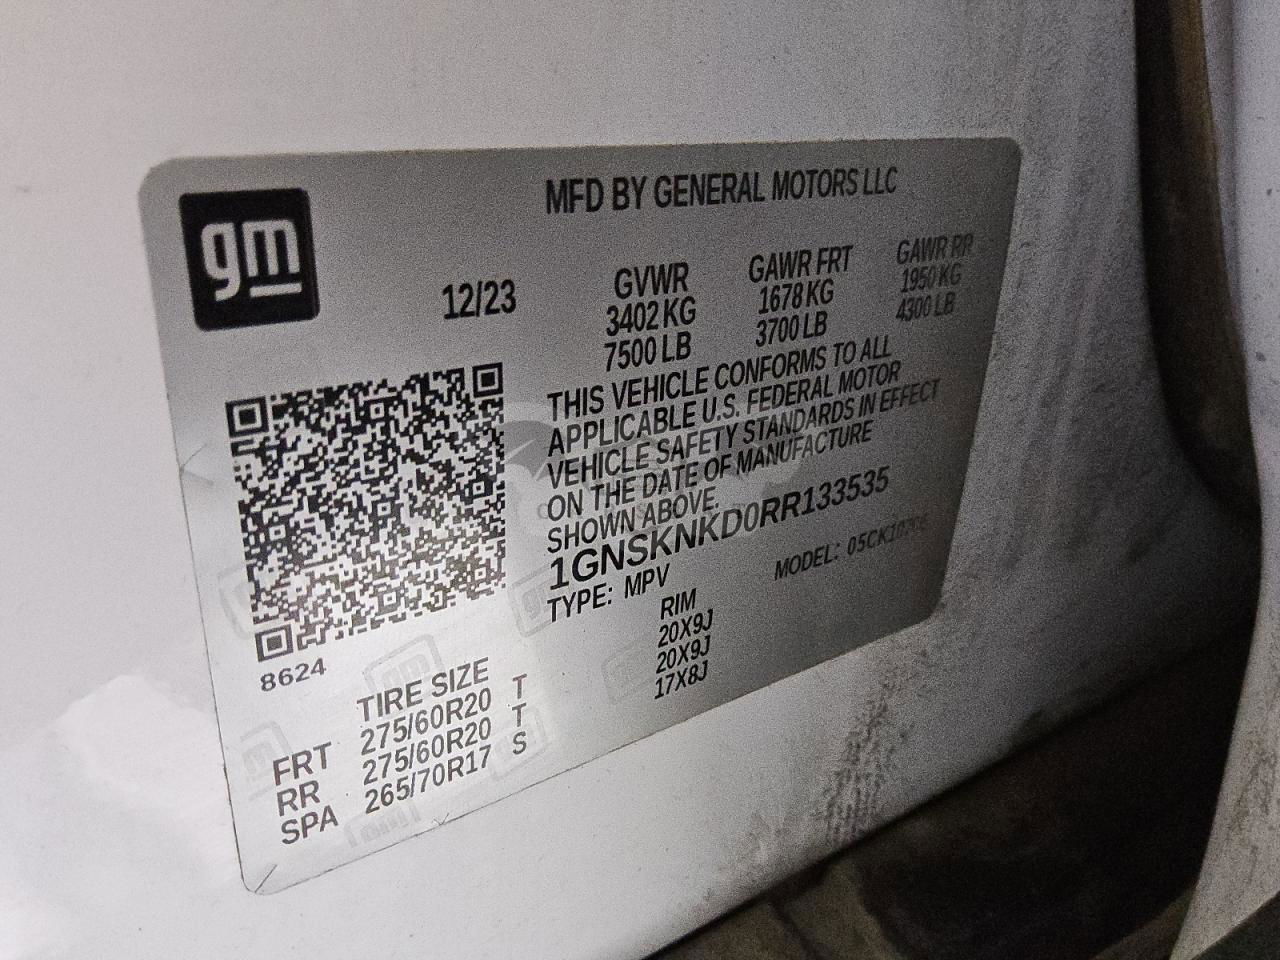 gm
MFD BY GENERAL MOTORS LLC
12/23
GVWR GAWR FRT GAWR RR
3402 KG 1678 KG 1950 KG
7500 LB 3700 LB 4300 LB
THIS VEHICLE CONFORMS TO ALL
APPLICABLE U.S. FEDERAL MOTOR
VEHICLE SAFETY STANDARDS IN EFFECT
ON THE DATE OF MANUFACTURE
SHOWN ABOVE.
1GNSKNKD0RR133535
TYPE: MPV MODEL:
8624
TIRE SIZE RIM
FRT 275/60R20 T 20X9J
RR 275/60R20 T 20X9J
SPA 265/70R17 S 17X8J